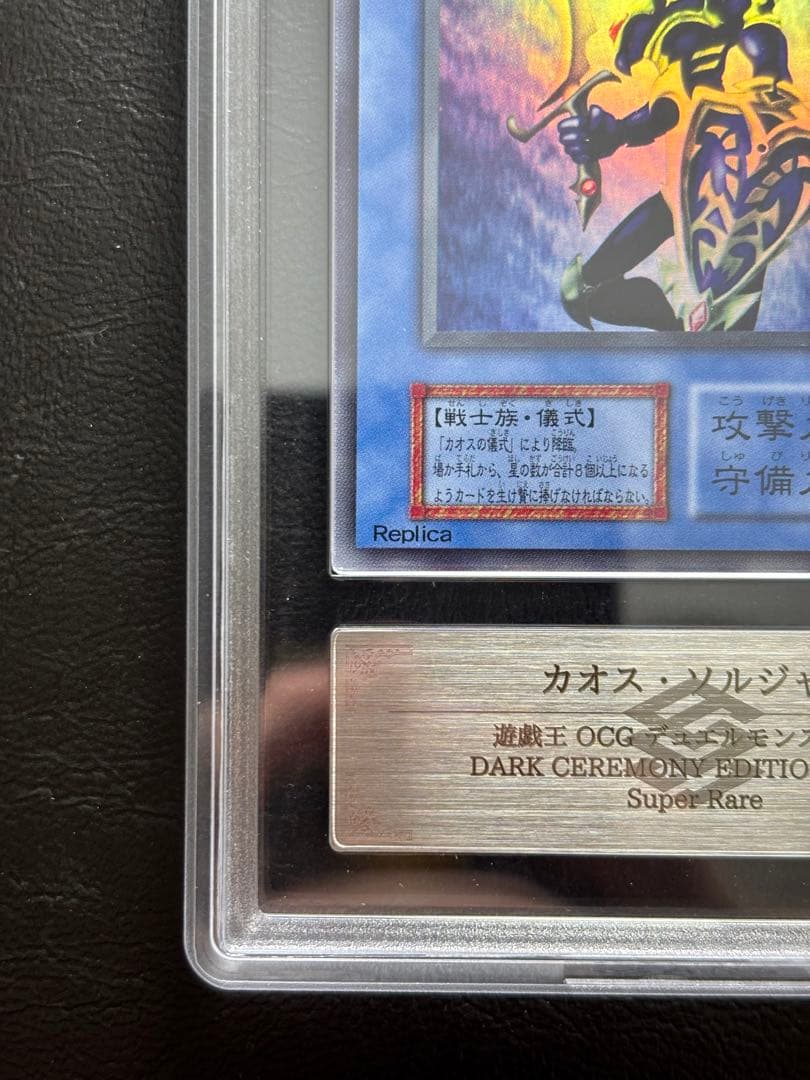 【戦士族・儀式】
「カオスの儀式」により降臨。
場か手札から、星の数が合計8個以上になる
ようカードを生け贄に捧げなければならない。
攻撃
守備
Replica
カオス・ソルジャ
遊戯王 OCG デュエルモンス
DARK CEREMONY EDITIO
Super Rare